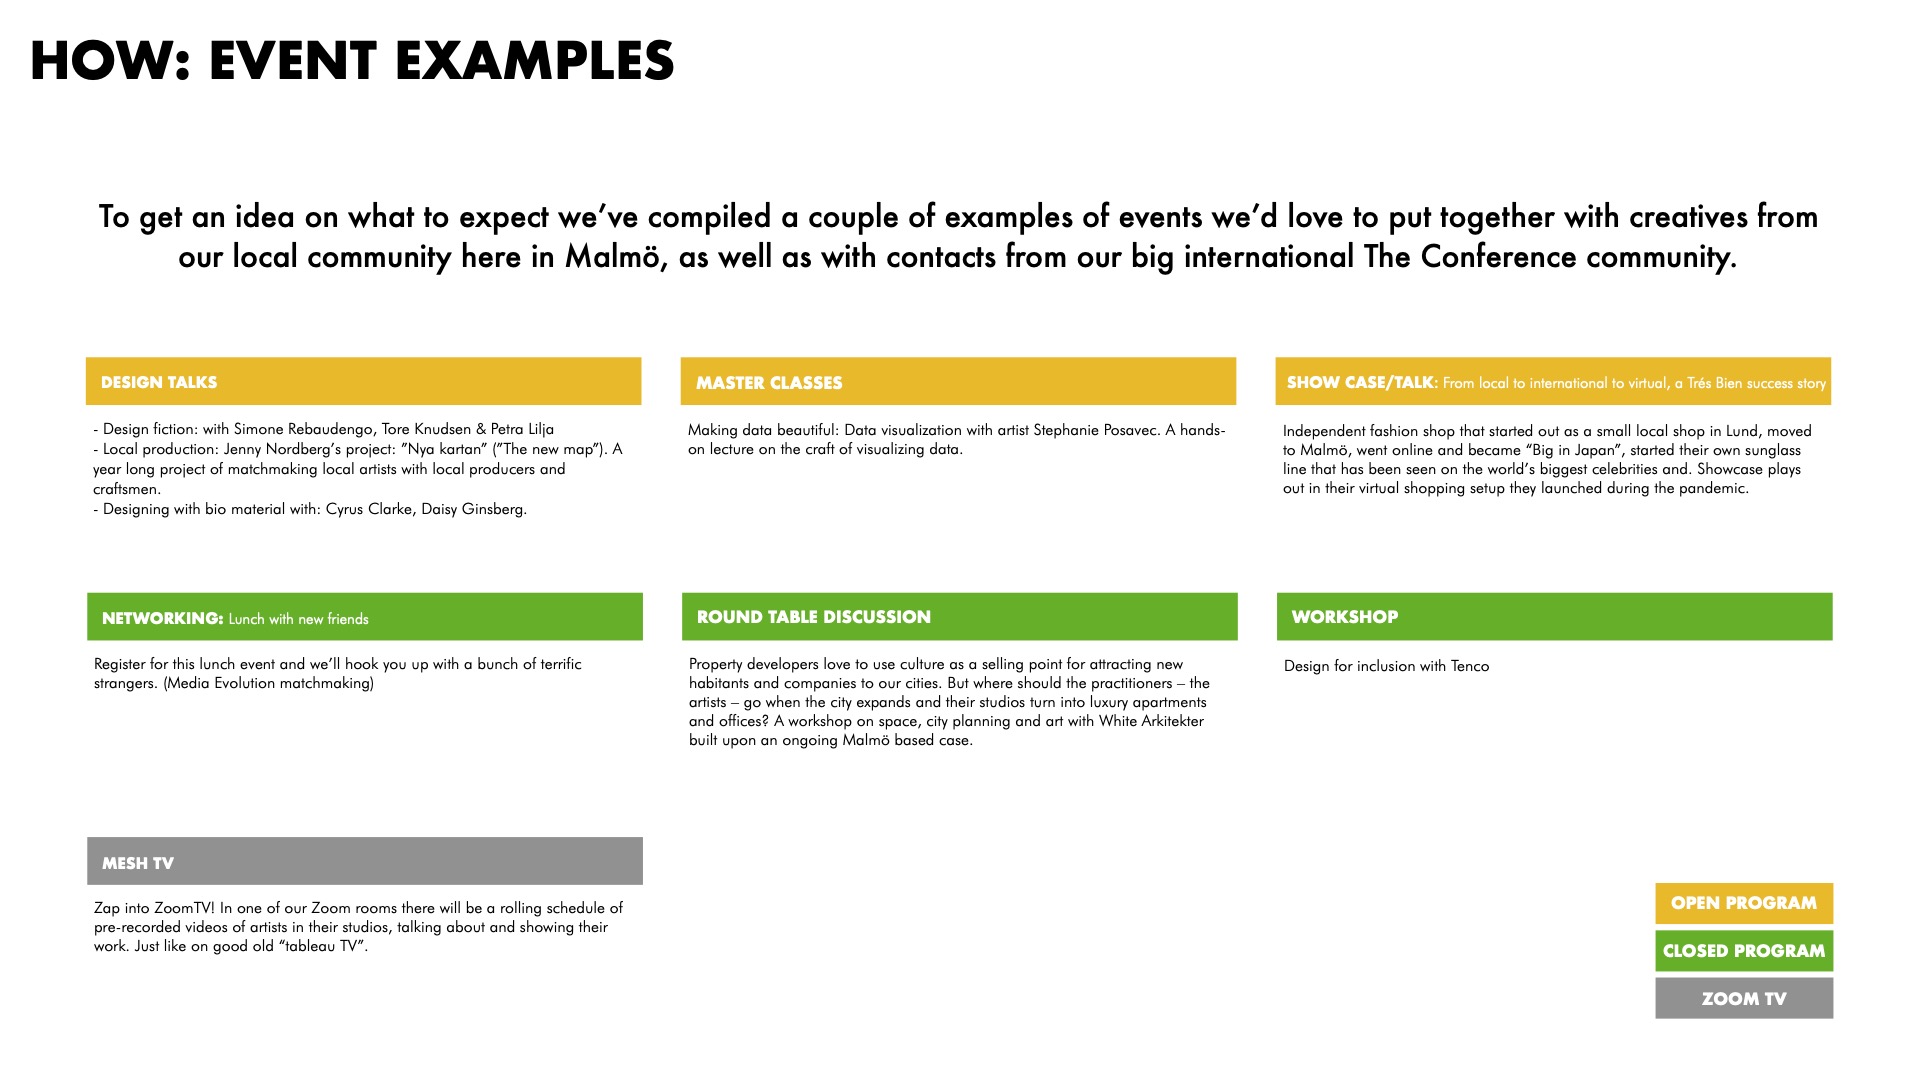 HOW: EVENT EXAMPLES
To get an idea on what to expect we’ve compiled a couple of examples of events we’d love to put together with creatives from
our local community here in Malmö, as well as with contacts from our big international The Conference community.
DESIGN TALKS
- Design fiction: with Simone Rebaudengo, Tore Knudsen & Petra Lilja
- Local production: Jenny Nordberg’s project: ”Nya kartan” (”The new map”). A
year long project of matchmaking local artists with local producers and
craftsmen.
- Designing with bio material with: Cyrus Clarke, Daisy Ginsberg.
MASTER CLASSES
Making data beautiful: Data visualization with artist Stephanie Posavec. A hands-
on lecture on the craft of visualizing data.
SHOW CASE/TALK: From local to international to virtual, a Trés Bien success story
Independent fashion shop that started out as a small local shop in Lund, moved
to Malmö, went online and became “Big in Japan”, started their own sunglass
line that has been seen on the world’s biggest celebrities and. Showcase plays
out in their virtual shopping setup they launched during the pandemic.
NETWORKING: Lunch with new friends
Register for this lunch event and we’ll hook you up with a bunch of terrific
strangers. (Media Evolution matchmaking)
ROUND TABLE DISCUSSION
Property developers love to use culture as a selling point for attracting new
habitants and companies to our cities. But where should the practitioners – the
artists – go when the city expands and their studios turn into luxury apartments
and offices? A workshop on space, city planning and art with White Arkitekter
built upon an ongoing Malmö based case.
WORKSHOP
Design for inclusion with Tenco
MESH TV
Zap into ZoomTV! In one of our Zoom rooms there will be a rolling schedule of
pre-recorded videos of artists in their studios, talking about and showing their
work. Just like on good old “tableau TV”.
OPEN PROGRAM
CLOSED PROGRAM
ZOOM TV